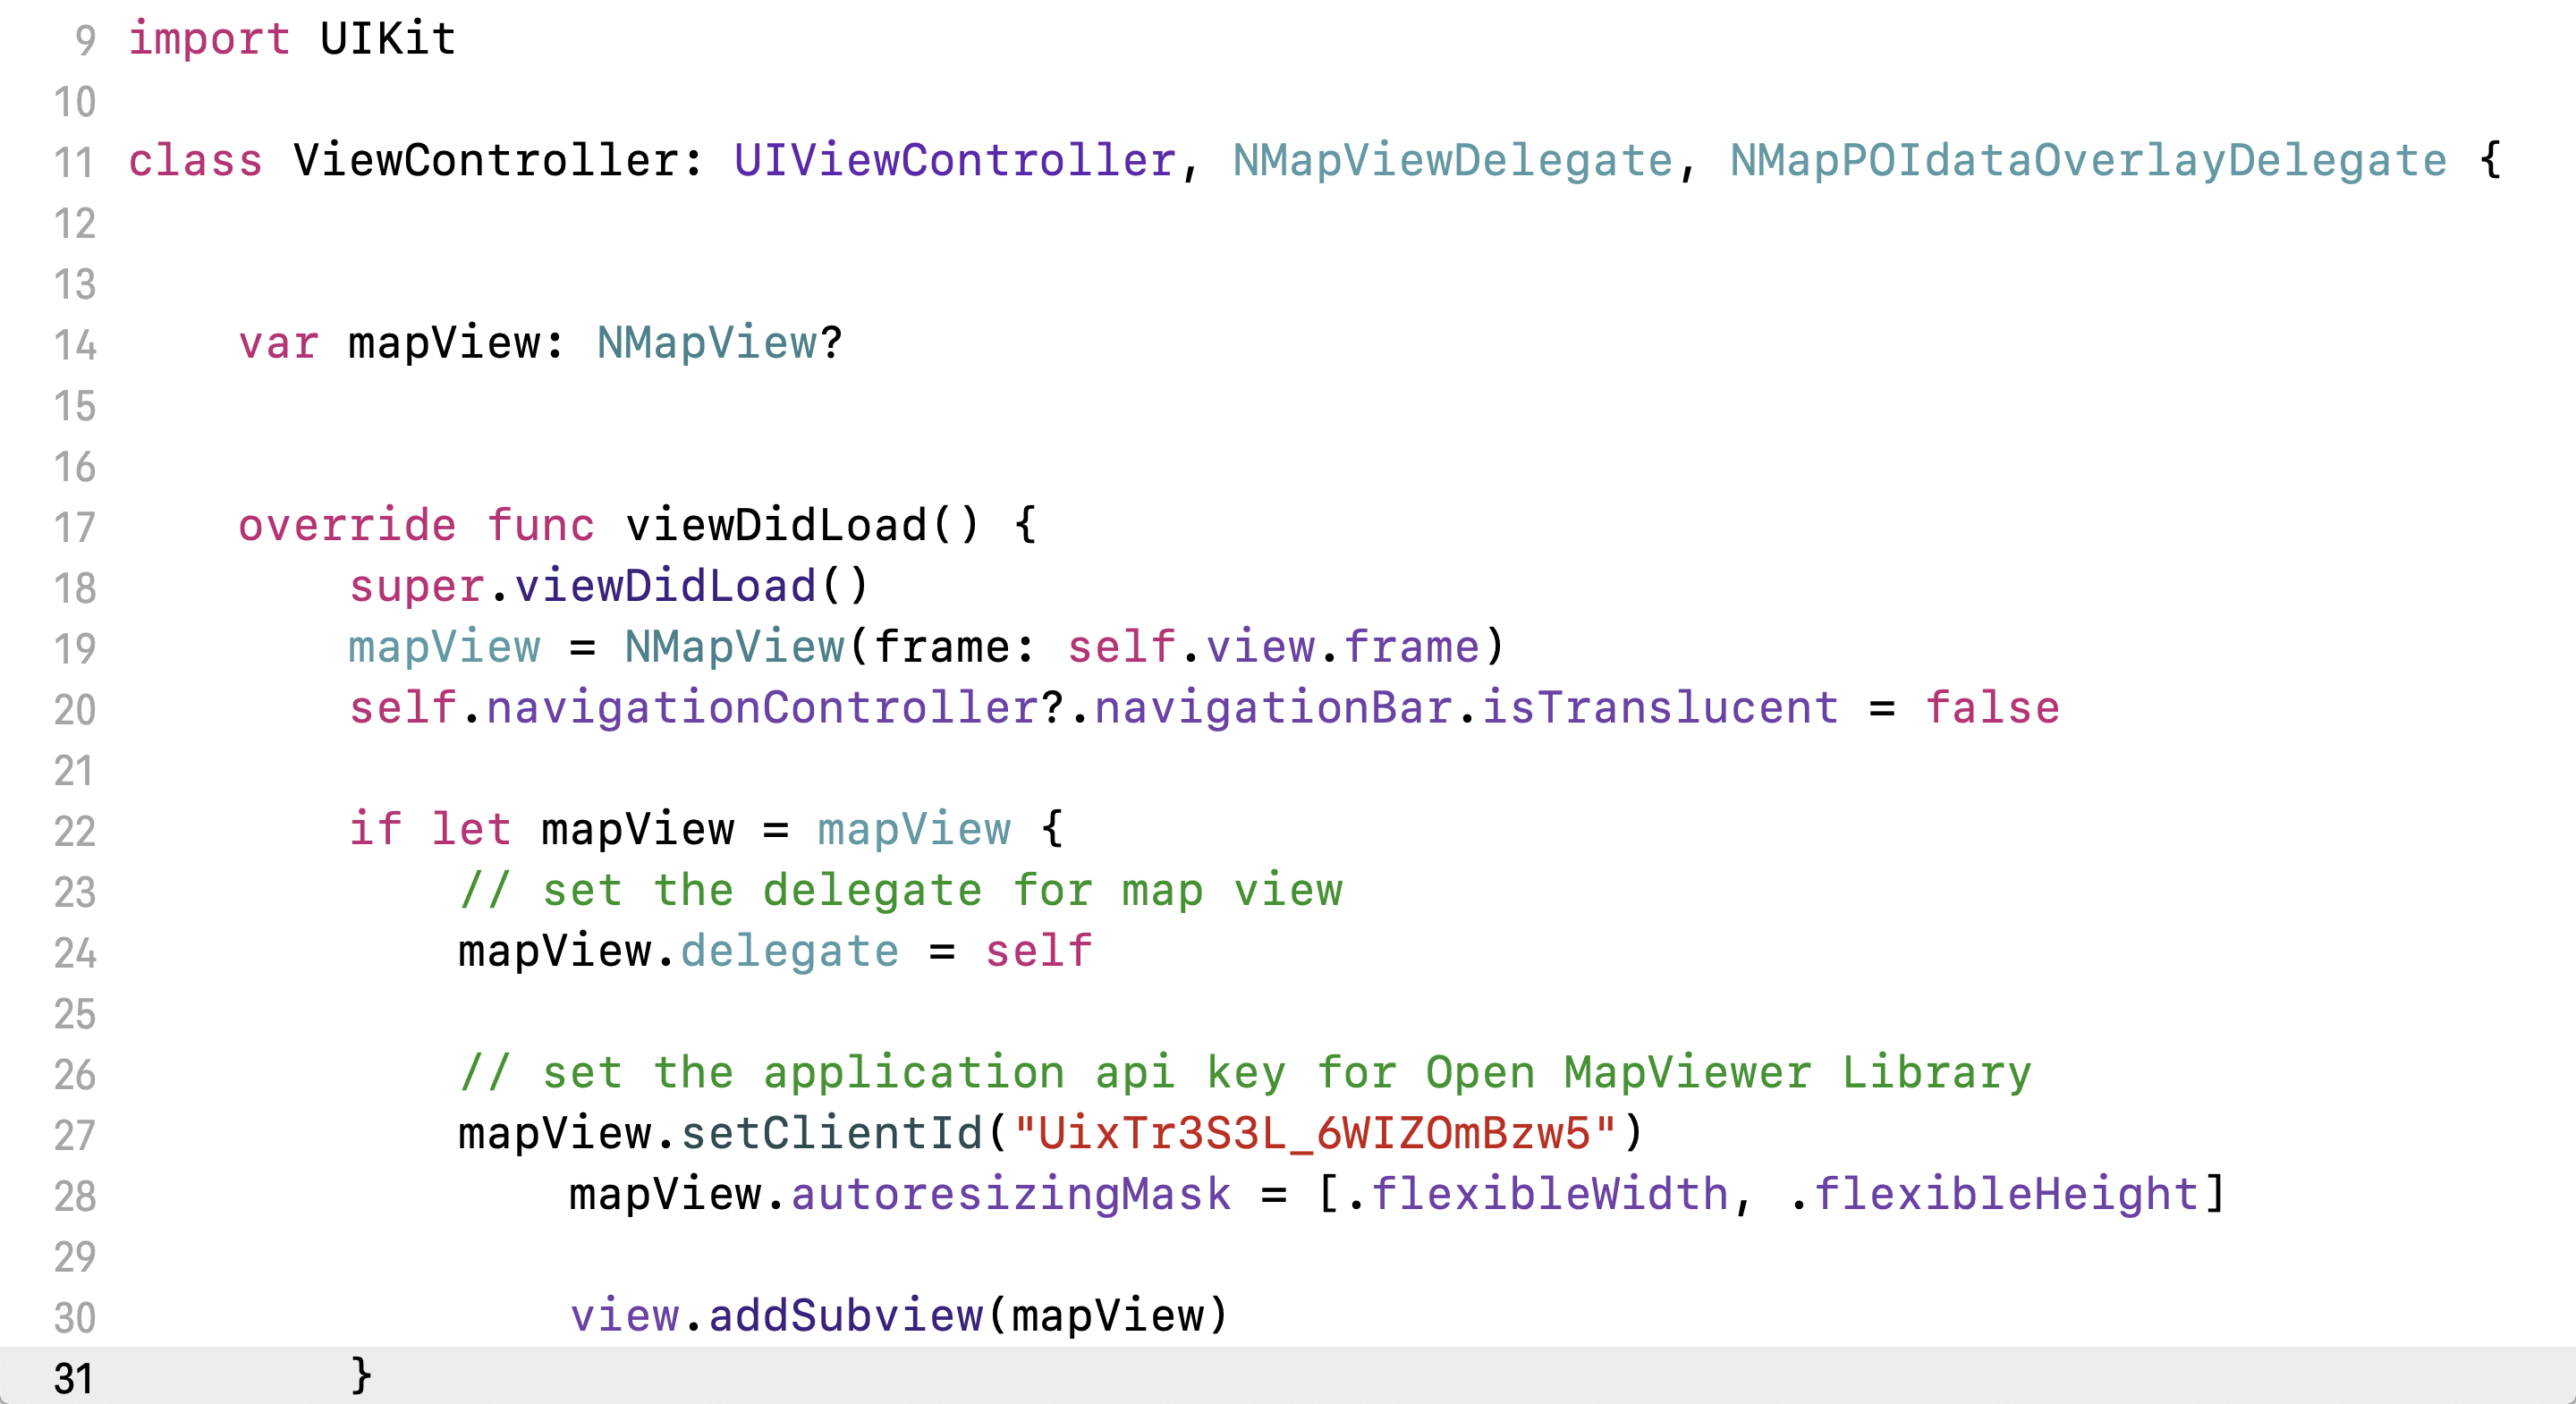 9 import UIKit
10
11 class ViewController: UIViewController, NMapViewDelegate, NMapPOIdataOverlayDelegate {
12
13
14     var mapView: NMapView?
15
16
17     override func viewDidLoad() {
18         super.viewDidLoad()
19         mapView = NMapView(frame: self.view.frame)
20         self.navigationController?.navigationBar.isTranslucent = false
21
22         if let mapView = mapView {
23             // set the delegate for map view
24             mapView.delegate = self
25
26             // set the application api key for Open MapViewer Library
27             mapView.setClientId("UixTr3S3L_6WIZOmBzw5")
28                 mapView.autoresizingMask = [.flexibleWidth, .flexibleHeight]
29
30                 view.addSubview(mapView)
31         }